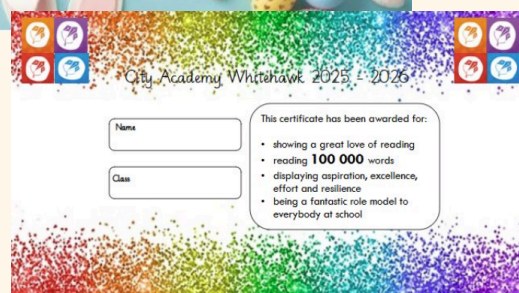 City Academy Whitehawk 2025 - 2026
Name
Class
This certificate has been awarded for:
• showing a great love of reading
• reading 100 000 words
• displaying aspiration, excellence,
effort and resilience
• being a fantastic role model to
everybody at school